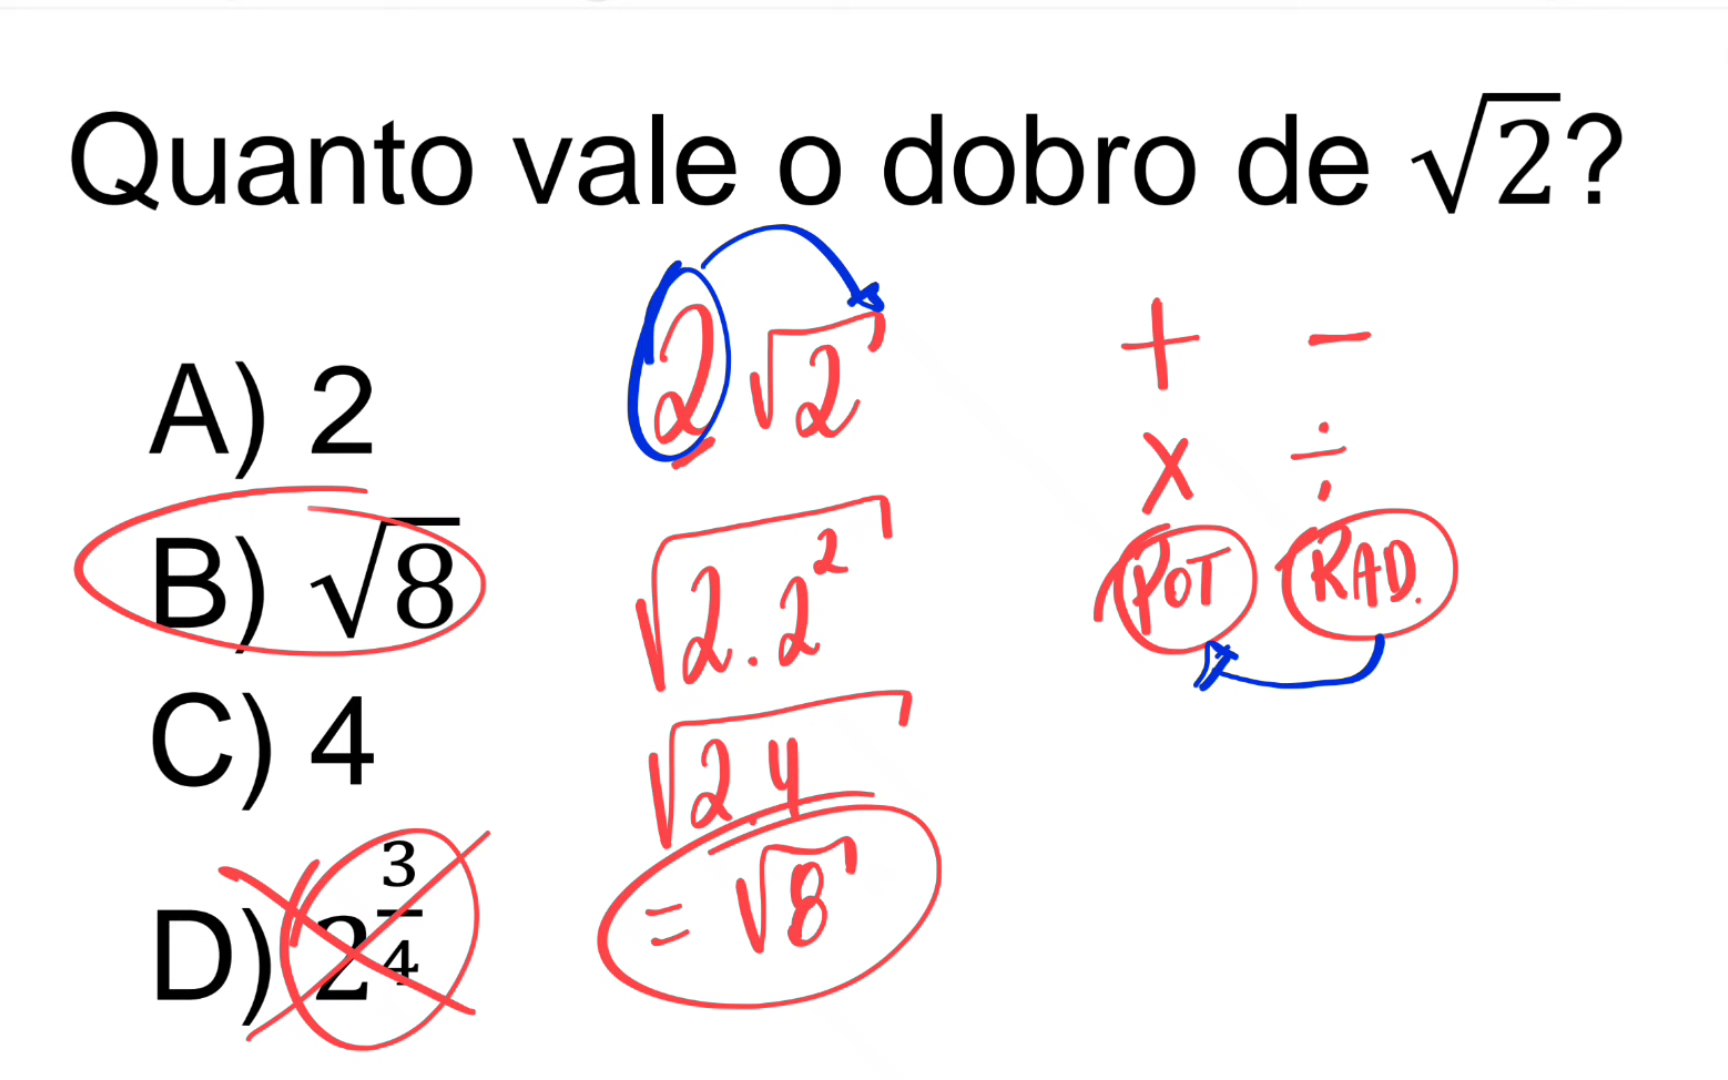 Quanto vale o dobro de √2?
A) 2
B) √8
C) 4
D) 2^(3/4)
2√2
√2.2²
√2.4
= √8
+ −
× ÷
POT RAD.